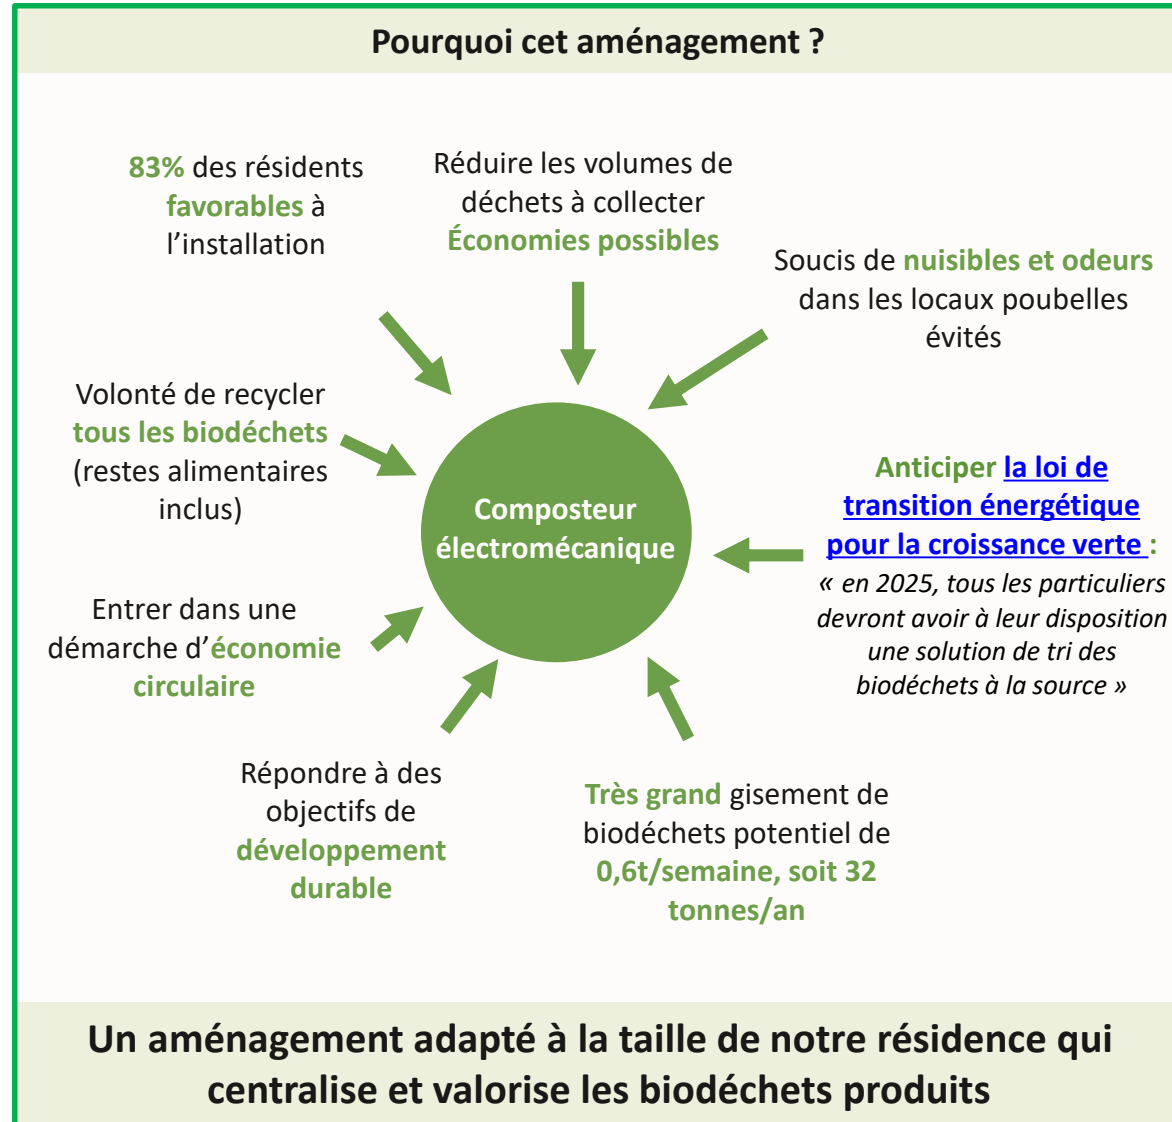 Pourquoi cet aménagement ?
83% des résidents
favorables à
l’installation
Réduire les volumes de
déchets à collecter
Économies possibles
Soucis de nuisibles et odeurs
dans les locaux poubelles
évités
Volonté de recycler
tous les biodéchets
(restes alimentaires
inclus)
Composteur
électromécanique
Anticiper la loi de
transition énergétique
pour la croissance verte :
« en 2025, tous les particuliers
devront avoir à leur disposition
une solution de tri des
biodéchets à la source »
Entrer dans une
démarche d’économie
circulaire
Répondre à des
objectifs de
développement
durable
Très grand gisement de
biodéchets potentiel de
0,6t/semaine, soit 32
tonnes/an
Un aménagement adapté à la taille de notre résidence qui
centralise et valorise les biodéchets produits